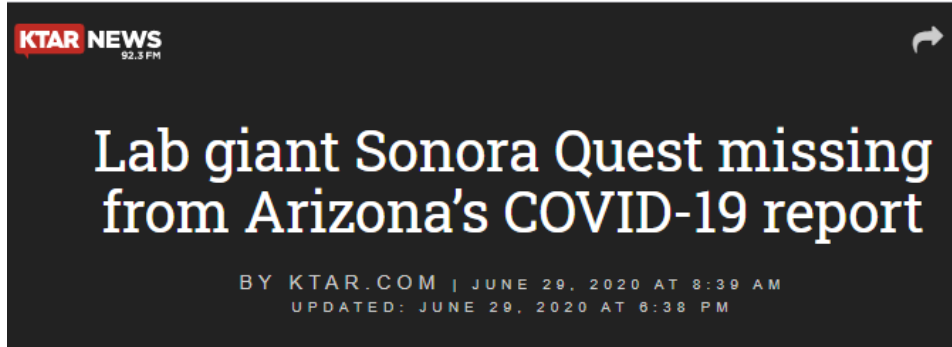 KTAR NEWS
92.3 FM
Lab giant Sonora Quest missing
from Arizona’s COVID-19 report
BY KTAR.COM | JUNE 29, 2020 AT 8:39 AM
UPDATED: JUNE 29, 2020 AT 6:38 PM